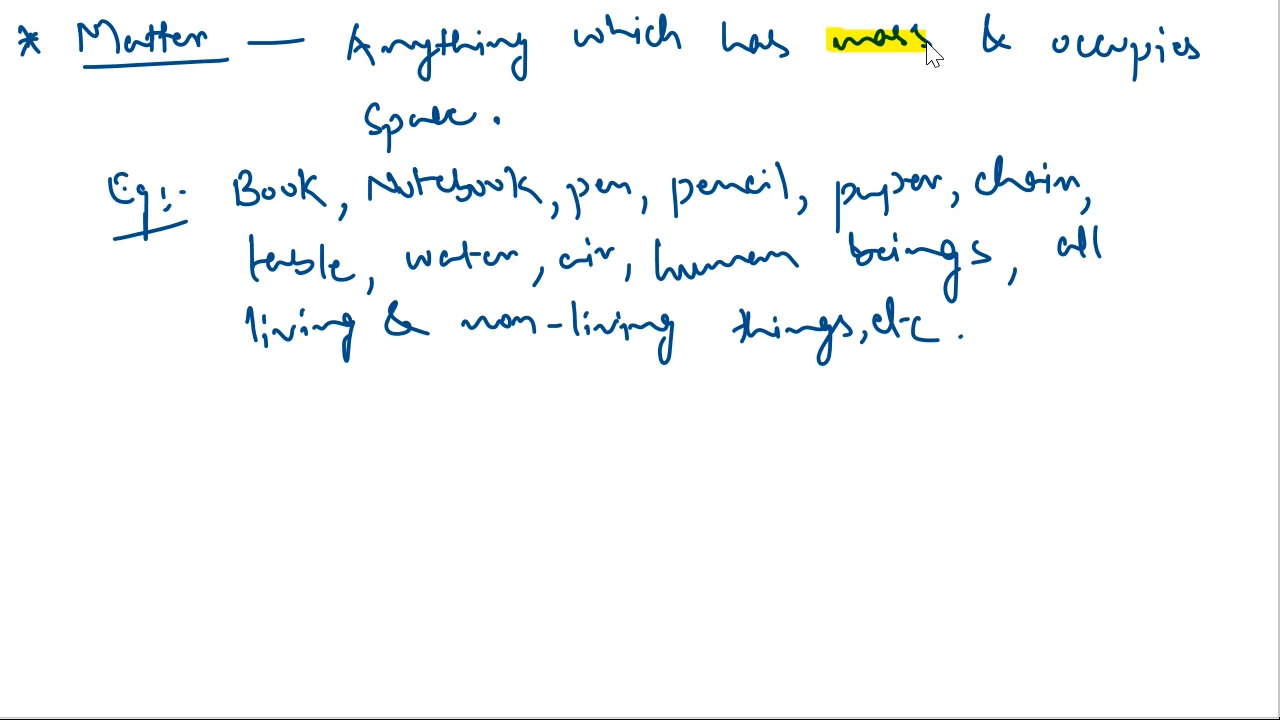 * Matter — Anything which has mass & occupies
space.
Eg:- Book, Notebook, pen, pencil, paper, chair,
table, water, air, human beings, all
living & non-living things, etc.